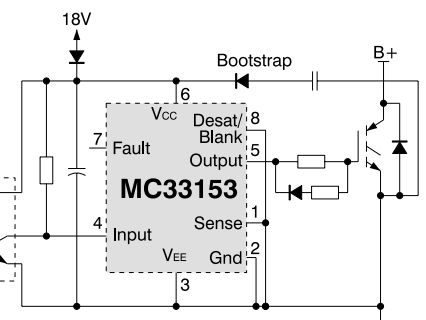 18V
B+
Bootstrap
6
VCC
Desat/
Blank
8
7
Fault
Output
5
MC33153
4
Input
Sense
1
VEE
Gnd
2
3